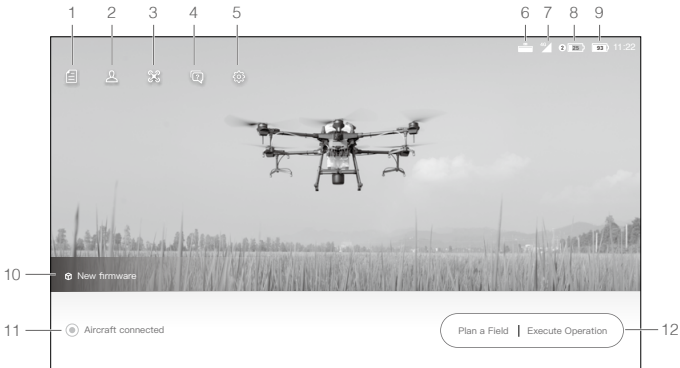 1 2 3 4 5 6 7 8 9
2 25 93 11:22
10 New firmware
11 Aircraft connected Plan a Field Execute Operation 12